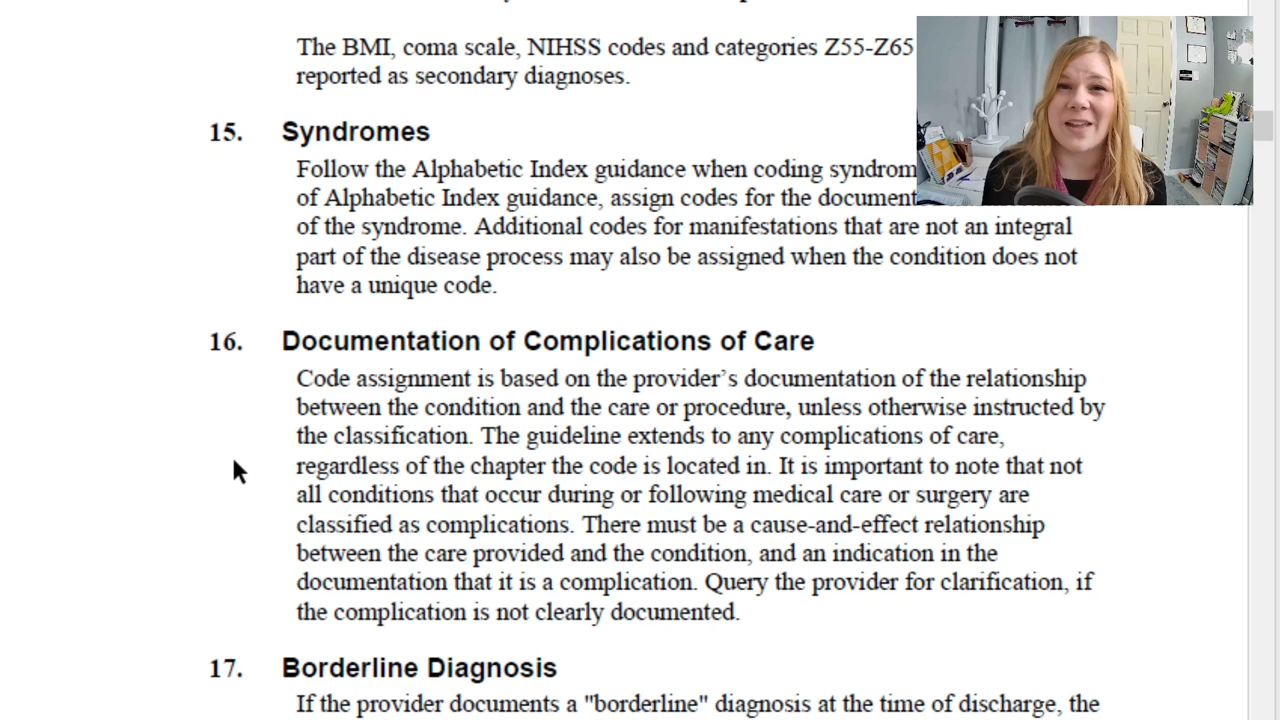 The BMI, coma scale, NIHSS codes and categories Z55-Z65
reported as secondary diagnoses.
15. Syndromes
Follow the Alphabetic Index guidance when coding
of Alphabetic Index guidance, assign codes for the
of the syndrome. Additional codes for manifestations that are not an integral
part of the disease process may also be assigned when the condition does not
have a unique code.
16. Documentation of Complications of Care
Code assignment is based on the provider’s documentation of the relationship
between the condition and the care or procedure, unless otherwise instructed by
the classification. The guideline extends to any complications of care,
regardless of the chapter the code is located in. It is important to note that not
all conditions that occur during or following medical care or surgery are
classified as complications. There must be a cause-and-effect relationship
between the care provided and the condition, and an indication in the
documentation that it is a complication. Query the provider for clarification, if
the complication is not clearly documented.
17. Borderline Diagnosis
If the provider documents a "borderline" diagnosis at the time of discharge, the